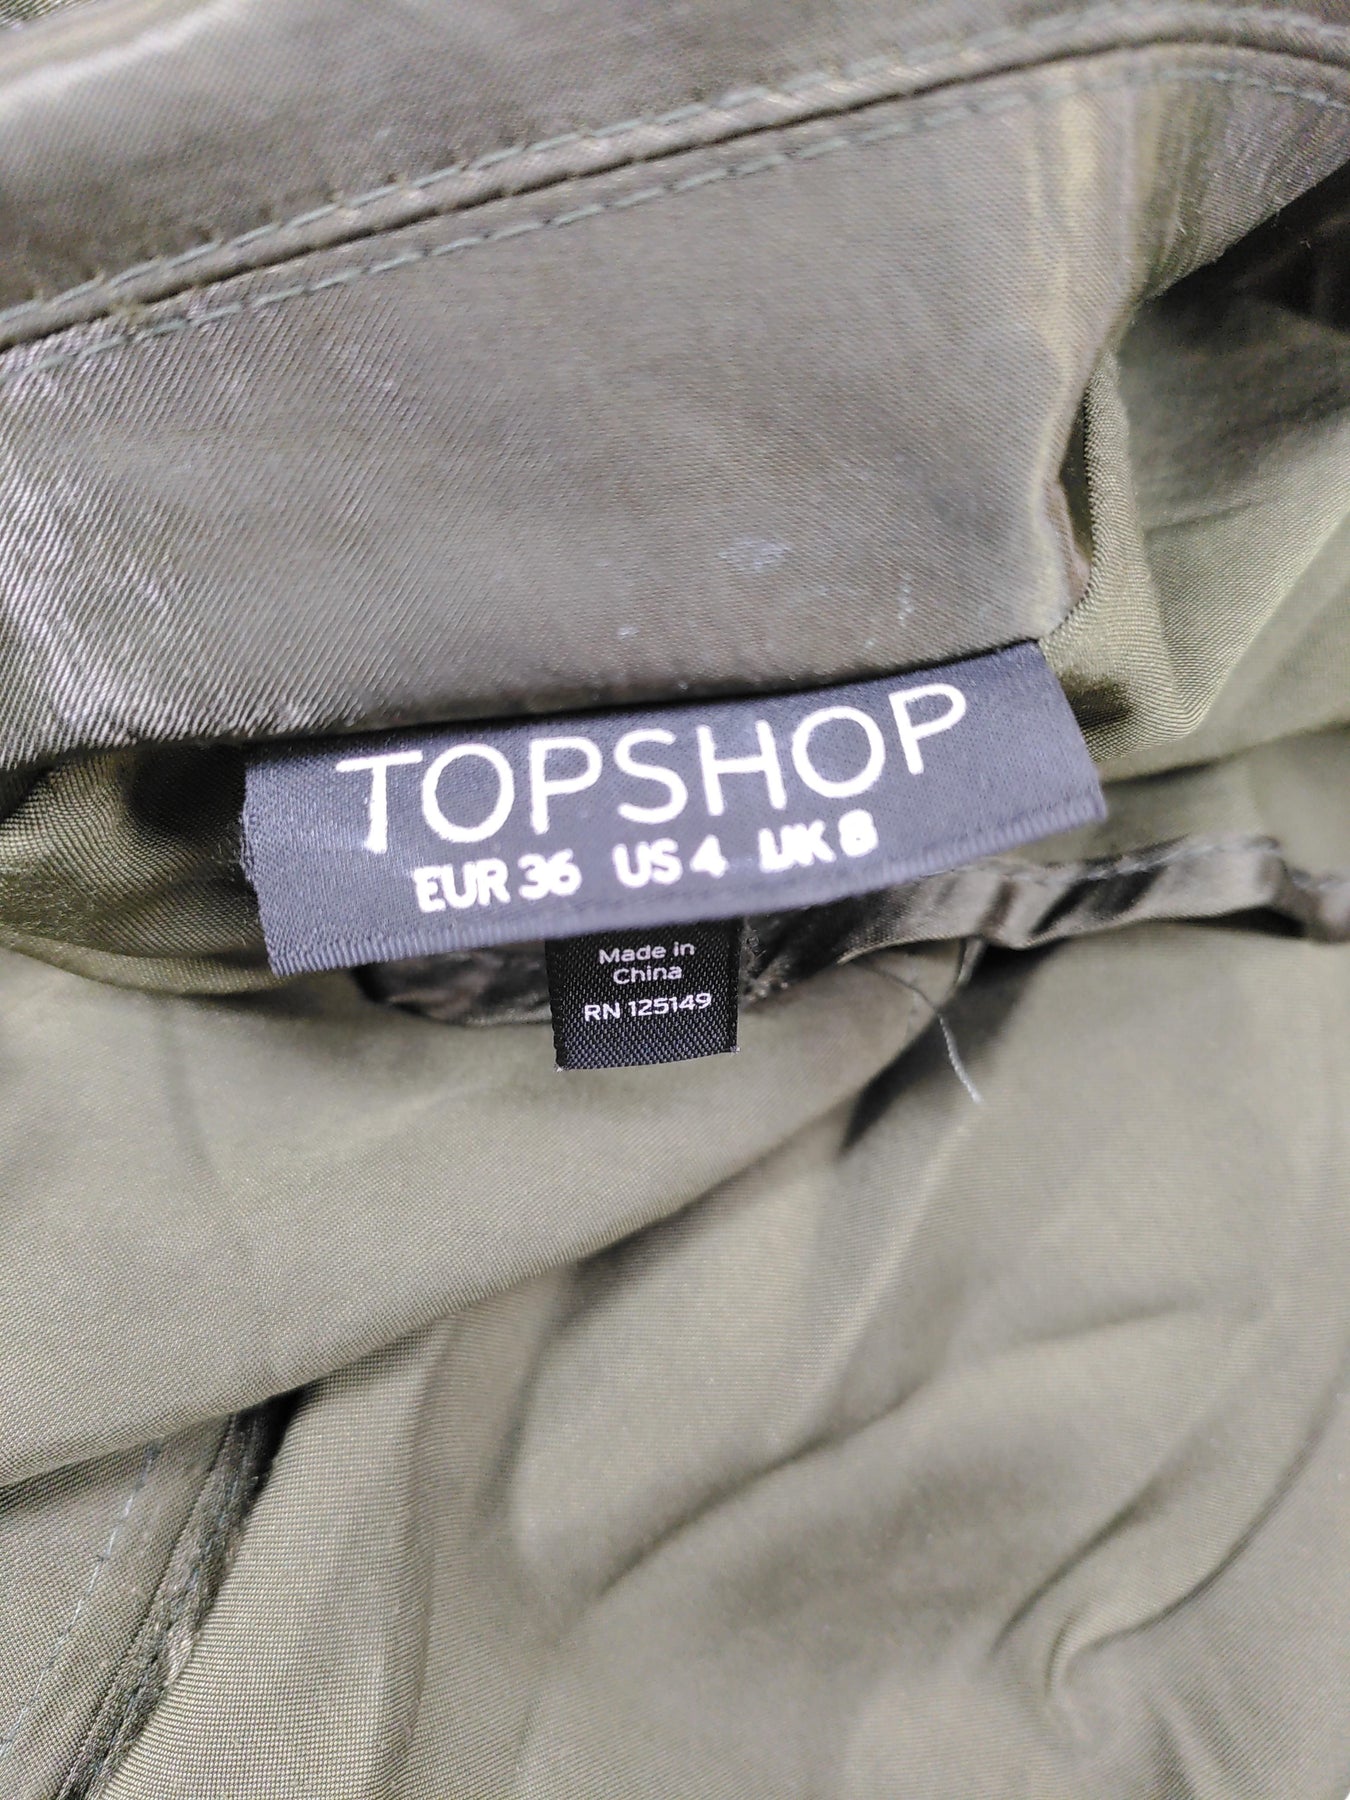 TOPSHOP
EUR 36 US 4 UK 8
Made in
China
RN 125149